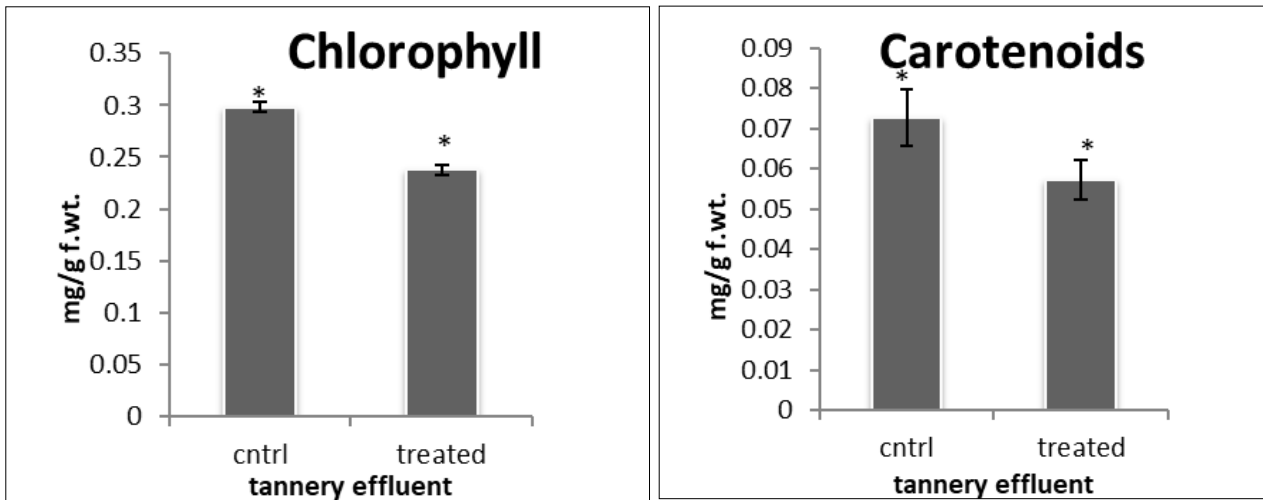 Chlorophyll
0.35
0.3
0.25
0.2
0.15
0.1
0.05
0
mg/g f.wt.
*
*
cntrl treated
tannery effluent
Carotenoids
0.09
0.08
0.07
0.06
0.05
0.04
0.03
0.02
0.01
0
mg/g f.wt.
*
*
cntrl treated
tannery effluent